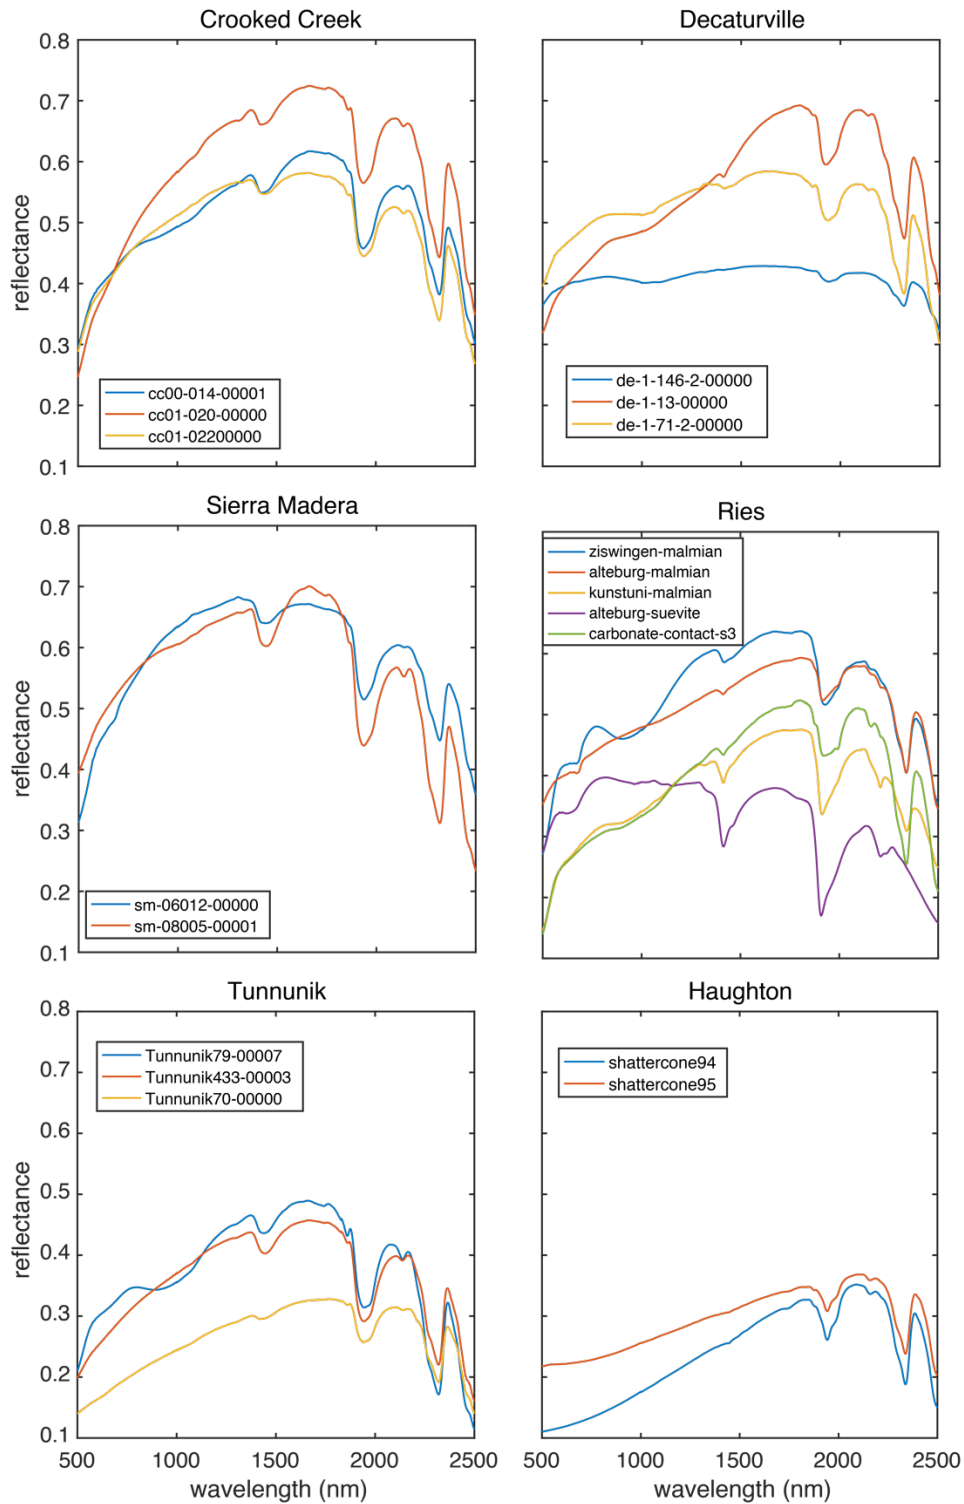 Crooked Creek
Decaturville
0.8
0.7
0.6
0.5
0.4
0.3
0.2
0.1
reflectance
cc00-014-00001
cc01-020-00000
cc01-02200000
de-1-146-2-00000
de-1-13-00000
de-1-71-2-00000
Sierra Madera
Ries
0.8
0.7
0.6
0.5
0.4
0.3
0.2
0.1
reflectance
sm-06012-00000
sm-08005-00001
ziswingen-malmian
alteburg-malmian
kunstuni-malmian
alteburg-suevite
carbonate-contact-s3
Tunnunik
Haughton
0.8
0.7
0.6
0.5
0.4
0.3
0.2
0.1
reflectance
Tunnunik79-00007
Tunnunik433-00003
Tunnunik70-00000
shattercone94
shattercone95
500 1000 1500 2000 2500
500 1000 1500 2000 2500
wavelength (nm)
wavelength (nm)